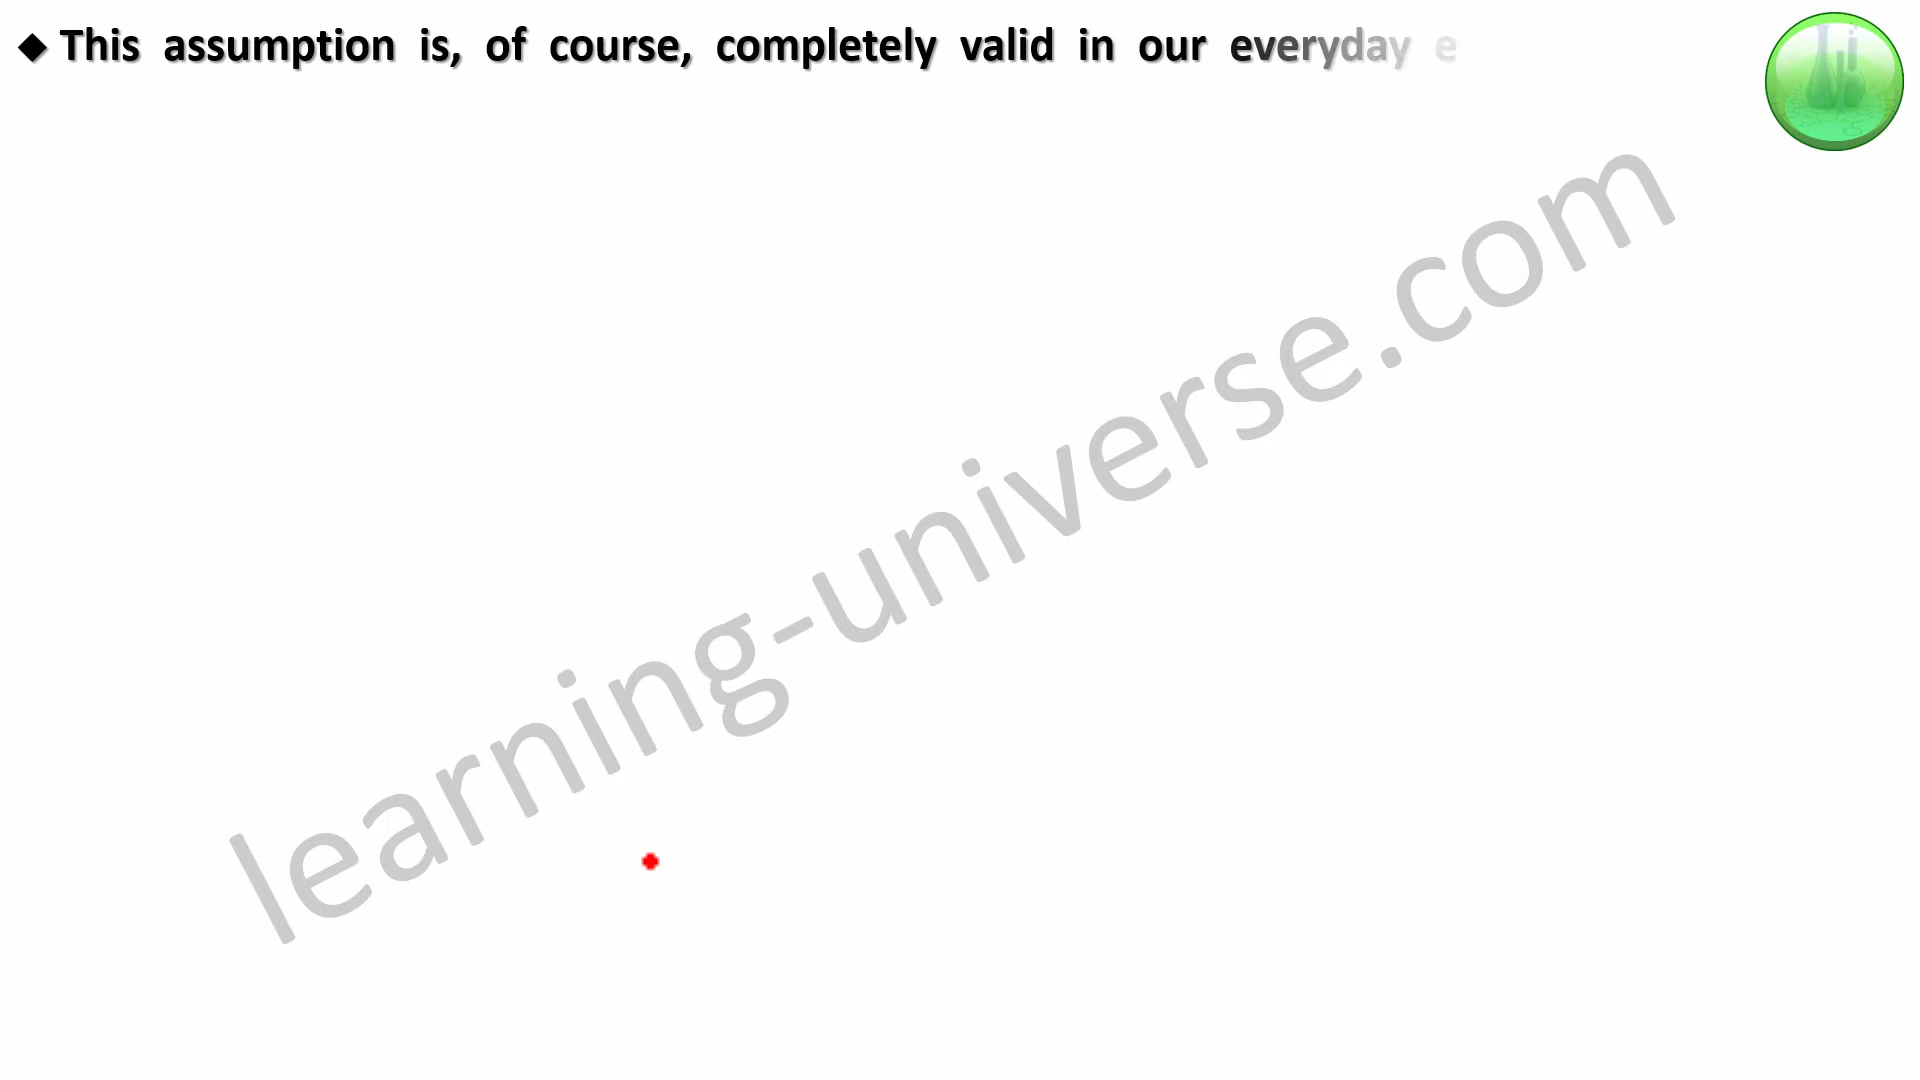 ◆ This assumption is, of course, completely valid in our everyday e
learning-universe.com